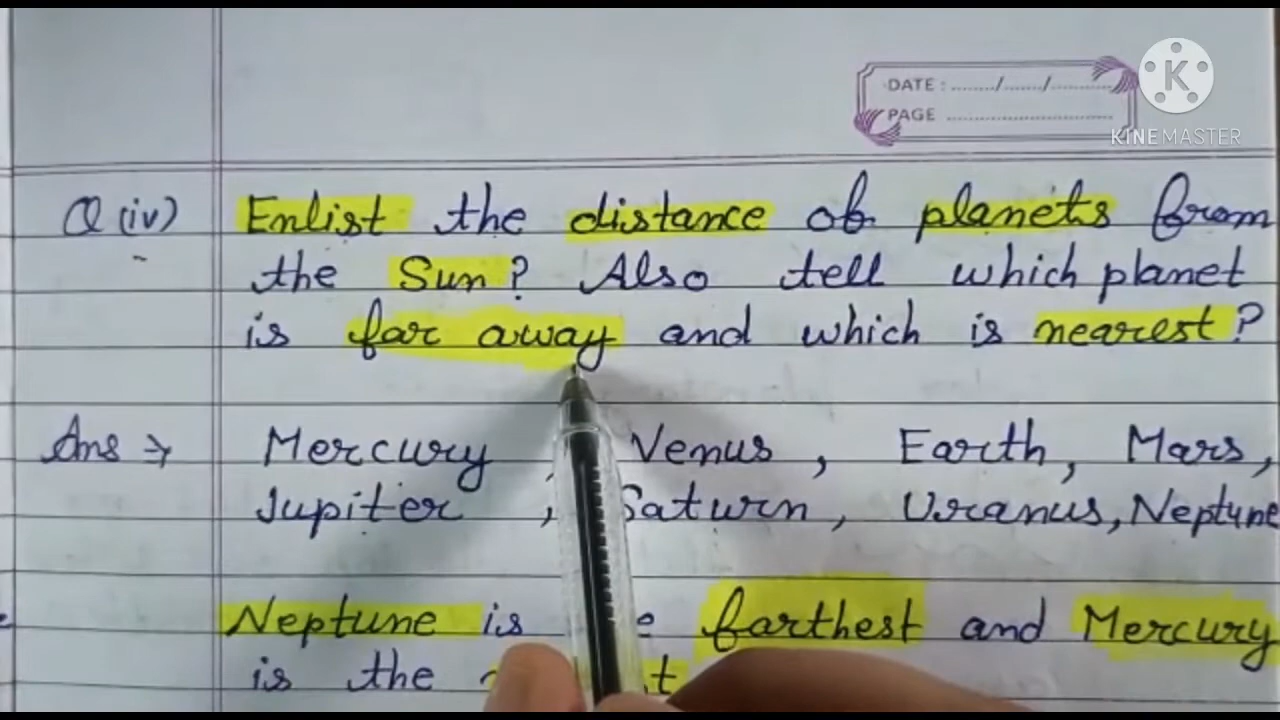 DATE : ......../......./............
PAGE ..................................
KINEMASTER
Q (iv) Enlist the distance of planets from
the Sun? Also tell which planet
is far away and which is nearest?
Ans → Mercury , Venus , Earth, Mars,
Jupiter , Saturn, Uranus, Neptune
Neptune is farthest and Mercury
is the